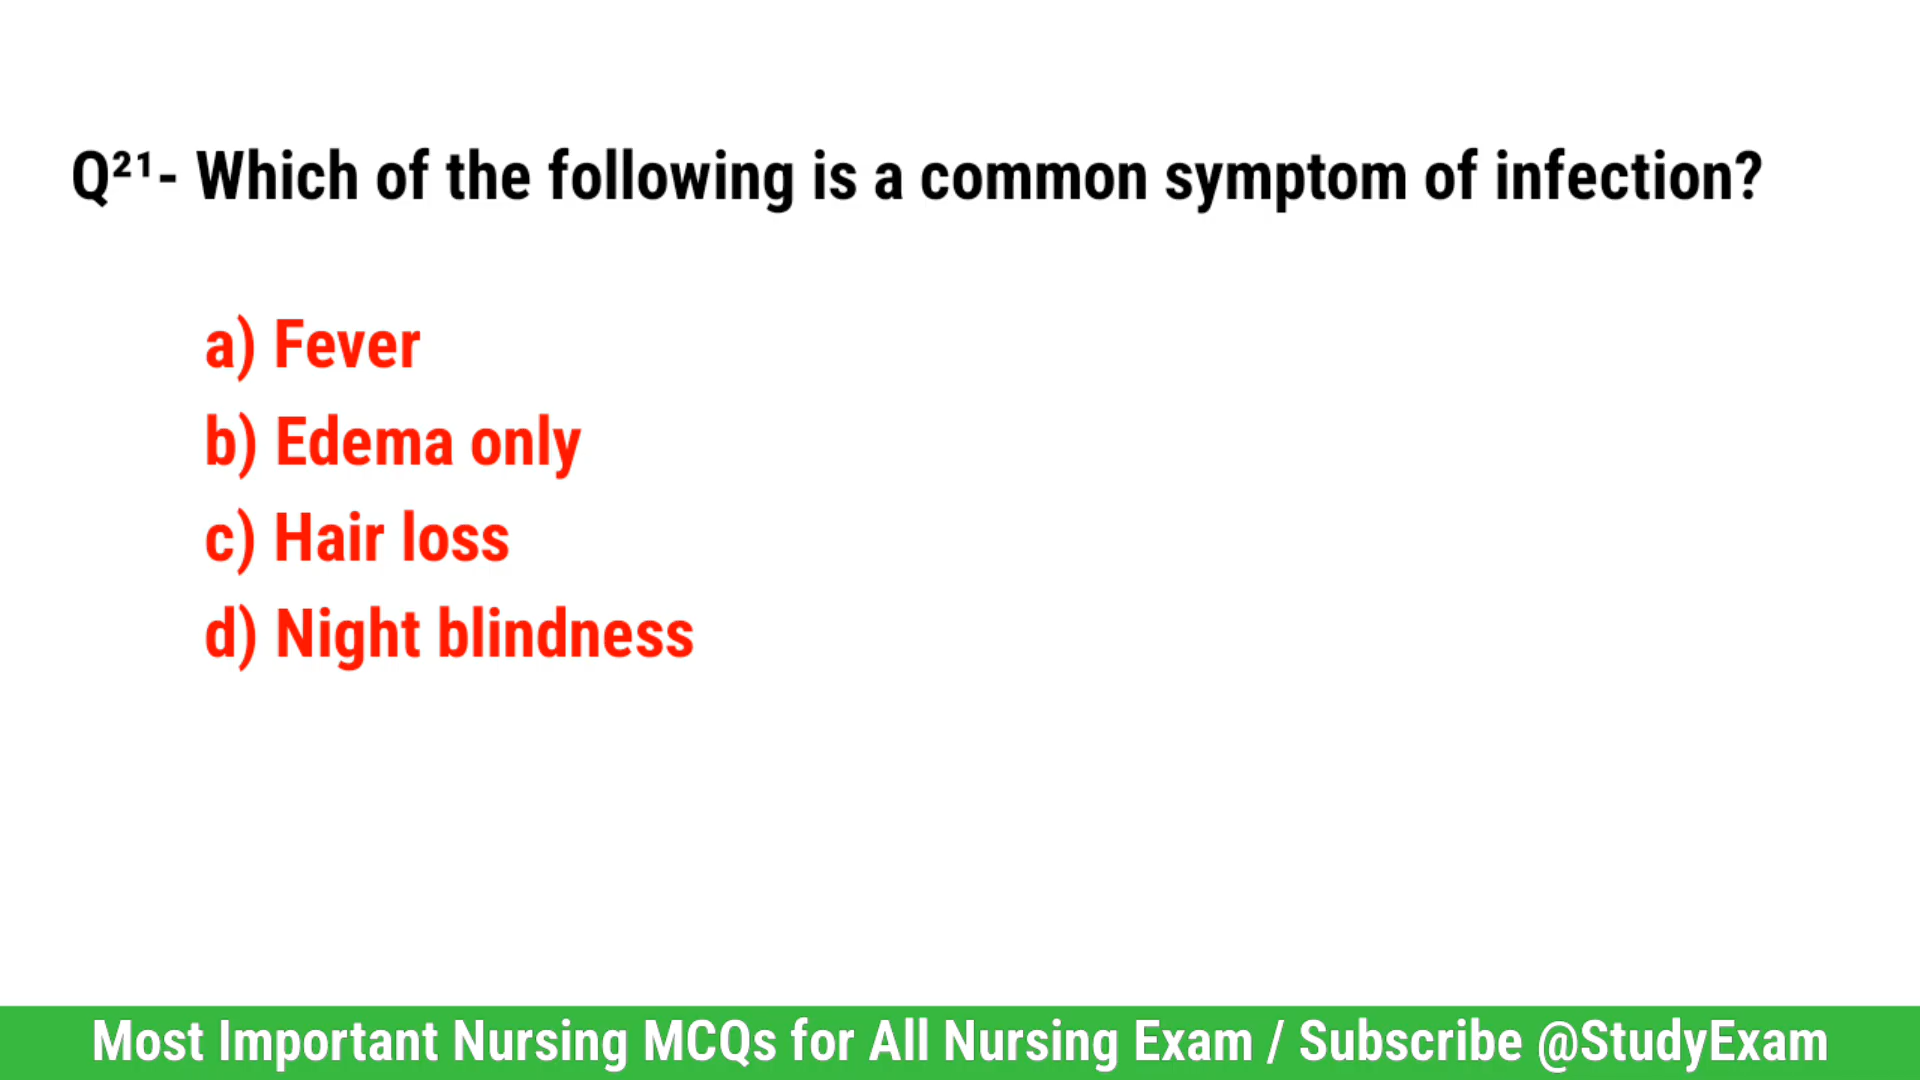 Q²¹- Which of the following is a common symptom of infection?
a) Fever
b) Edema only
c) Hair loss
d) Night blindness
Most Important Nursing MCQs for All Nursing Exam / Subscribe @StudyExam